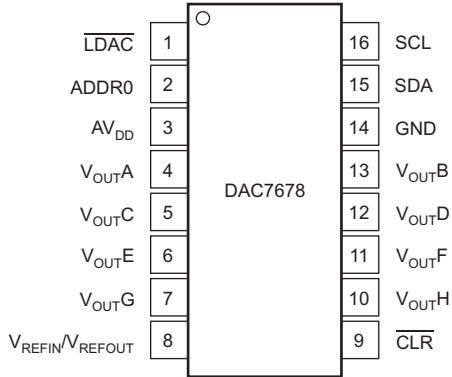 LDAC 1 16 SCL
ADDR0 2 15 SDA
AVDD 3 14 GND
VOUTA 4 13 VOUTB
DAC7678
VOUTC 5 12 VOUTD
VOUTE 6 11 VOUTF
VOUTG 7 10 VOUTH
VREFIN/VREFOUT 8 9 CLR